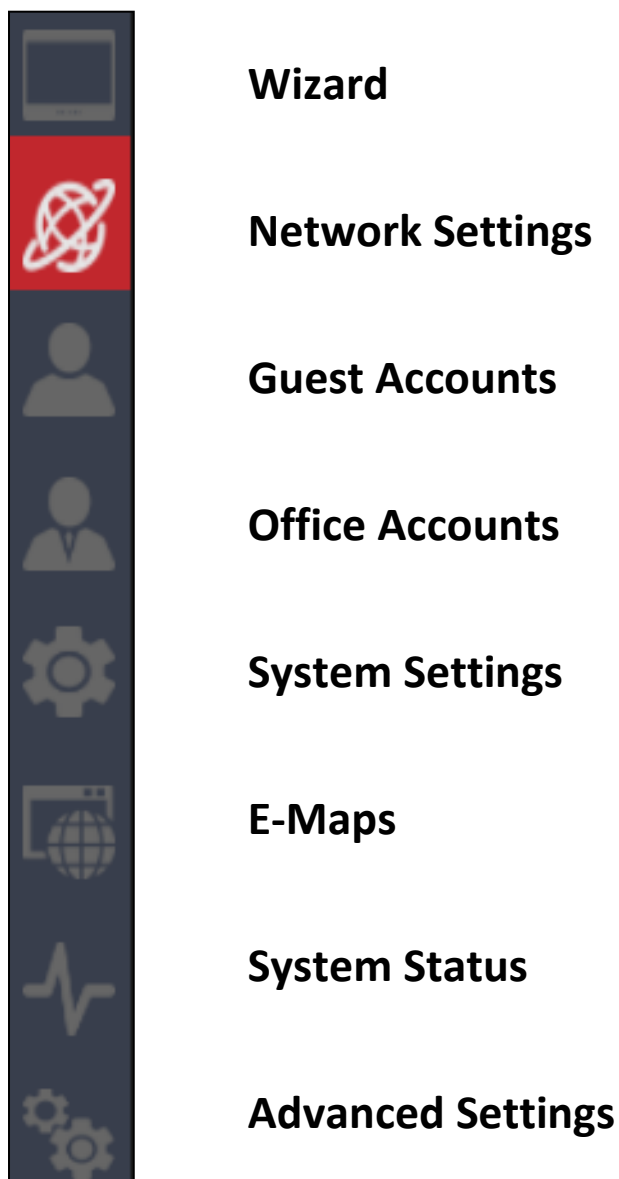 Wizard
Network Settings
Guest Accounts
Office Accounts
System Settings
E-Maps
System Status
Advanced Settings